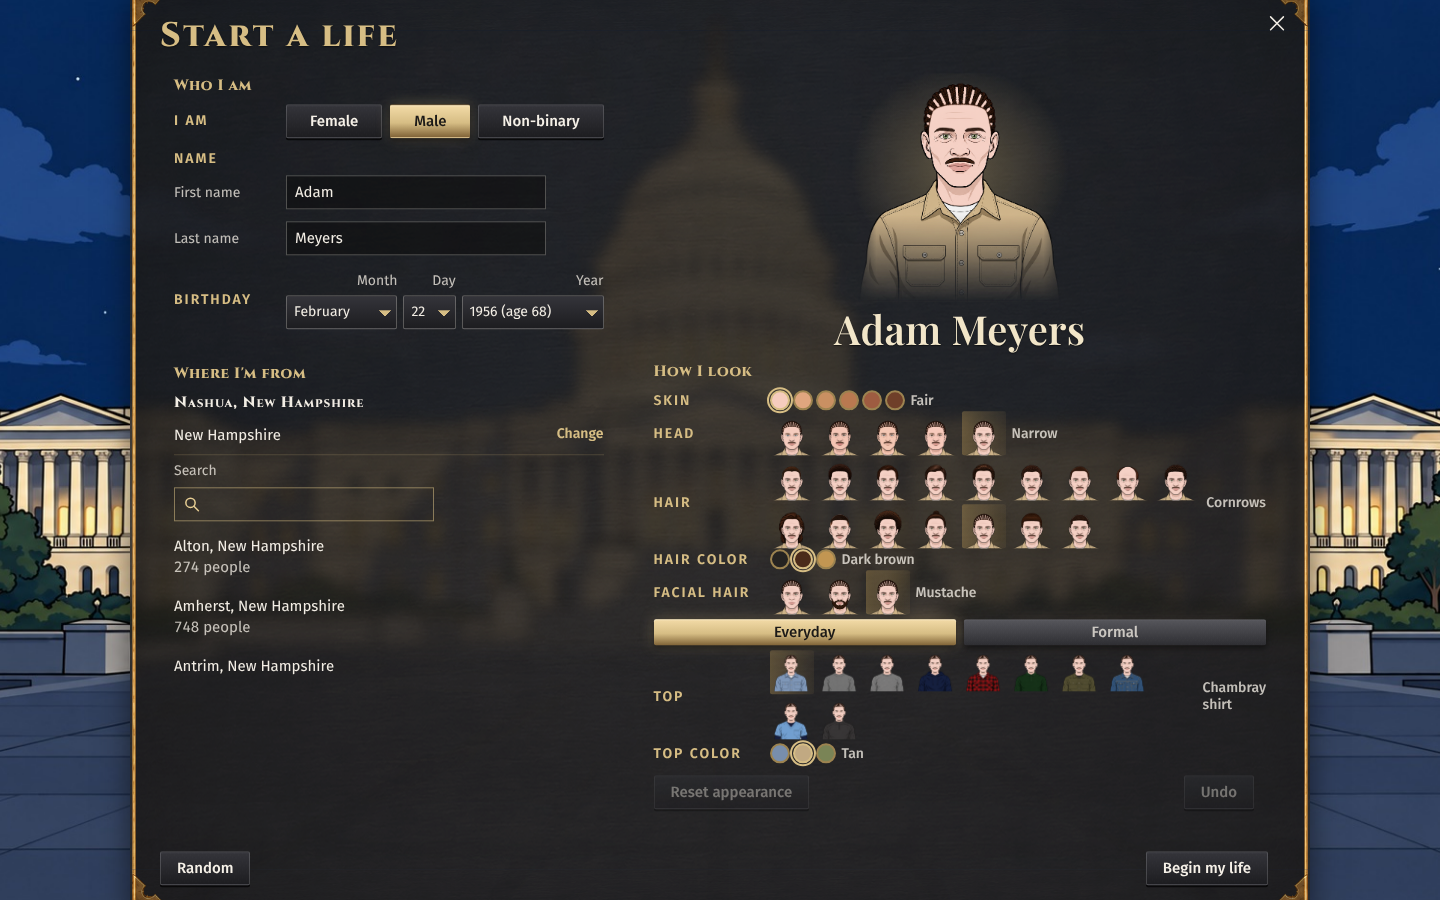 START A LIFE
WHO I AM
I AM
Female
Male
Non-binary
NAME
First name
Adam
Last name
Meyers
Month
Day
Year
BIRTHDAY
February
22
1956 (age 68)
WHERE I'M FROM
NASHUA, NEW HAMPSHIRE
New Hampshire
Change
Search
Alton, New Hampshire
274 people
Amherst, New Hampshire
748 people
Antrim, New Hampshire
Random
Adam Meyers
HOW I LOOK
SKIN
Fair
HEAD
Narrow
HAIR
Cornrows
HAIR COLOR
Dark brown
FACIAL HAIR
Mustache
Everyday
Formal
TOP
Chambray
shirt
TOP COLOR
Tan
Reset appearance
Undo
Begin my life